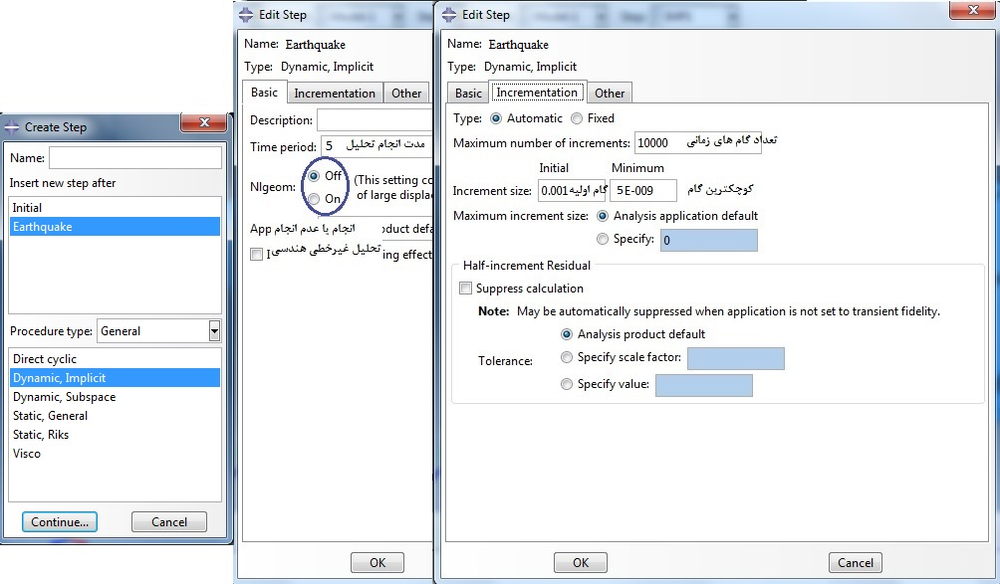 Create Step
Name:
Insert new step after
Initial
Earthquake
Procedure type: General
Direct cyclic
Dynamic, Implicit
Dynamic, Subspace
Static, General
Static, Riks
Visco
Continue...
Cancel
Edit Step
Name: Earthquake
Type: Dynamic, Implicit
Basic
Incrementation
Other
Description:
Time period: 5 مدت انجام تحلیل
Nlgeom:
Off
On
(This setting co
of large displac
App انجام یا عدم انجام oduct defa
I تحلیل غیرخطی هندسی ing effect
OK
Edit Step
Name: Earthquake
Type: Dynamic, Implicit
Basic
Incrementation
Other
Type: Automatic Fixed
Maximum number of increments: 10000 تعداد گام های زمانی
Initial Minimum
Increment size: 0.001 گام اولیه 5E-009 کوچکترین گام
Maximum increment size: Analysis application default
Specify: 0
Half-increment Residual
Suppress calculation
Note: May be automatically suppressed when application is not set to transient fidelity.
Tolerance:
Analysis product default
Specify scale factor:
Specify value:
OK
Cancel